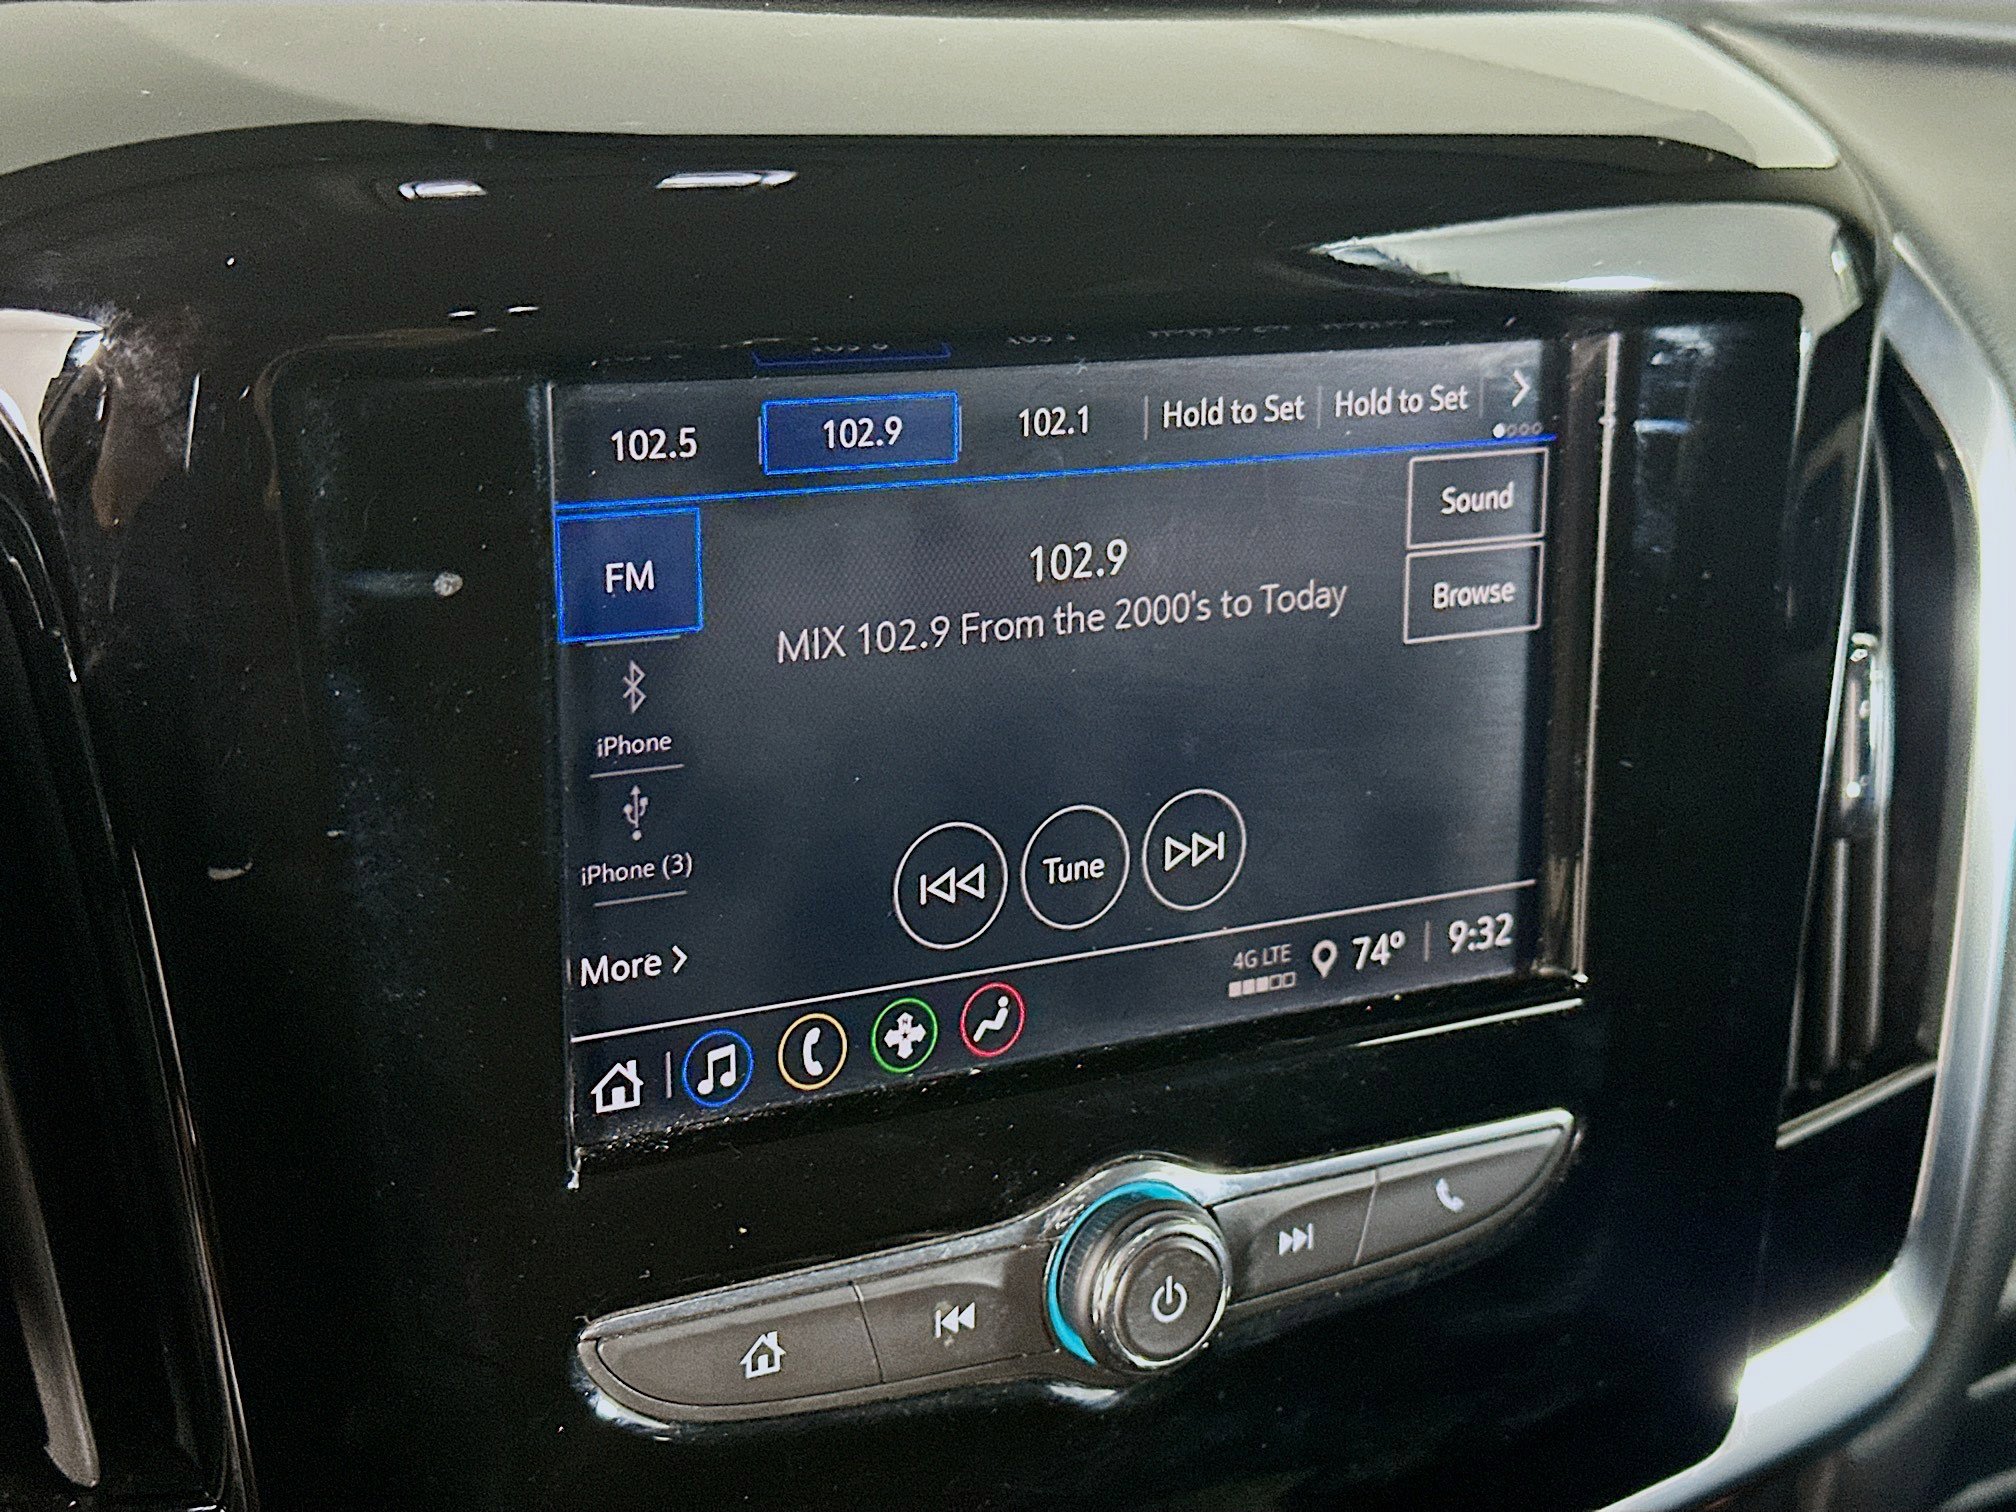 102.5 102.9 102.1 Hold to Set Hold to Set
Sound
FM
102.9
Browse
MIX 102.9 From the 2000's to Today
iPhone
iPhone (3)
Tune
More
4G LTE 74° 9:32
N